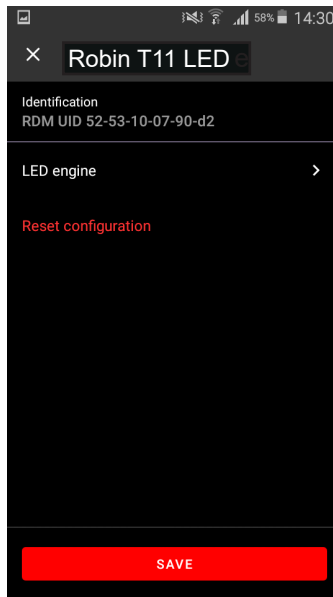 58% 14:30
Robin T11 LED
Identification
RDM UID 52-53-10-07-90-d2
LED engine
Reset configuration
SAVE